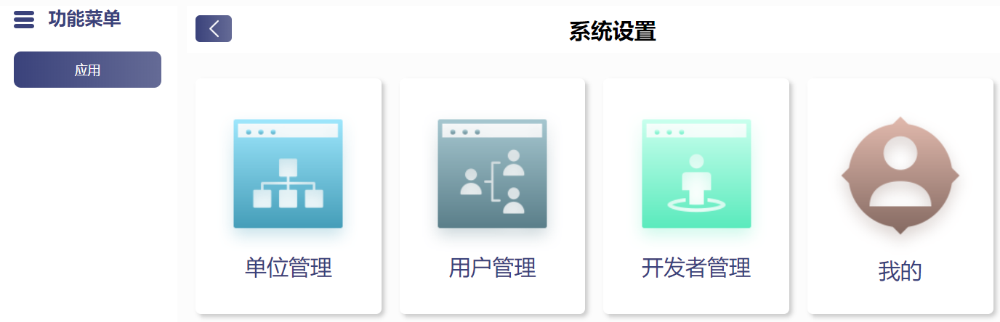 功能菜单
应用
系统设置
单位管理
用户管理
开发者管理
我的